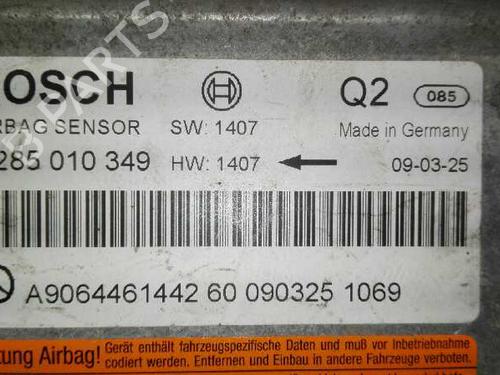 OSCH Q2 085
RBAG SENSOR SW: 1407 Made in Germany
285 010 349 HW: 1407 09-03-25
A9064461442 60 090325 1069
tung Airbag! Gerät enthält fahrzeugspezifische Daten und muß vor Inbetriebnahme
codiert werden. Entfernen und Einbau in andere Fahrzeuge verboten.
B PARTS